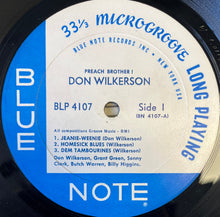 33⅓ MICROGROOVE LONG PLAYING
BLUE NOTE RECORDS INC • NEW YORK USA
PREACH BROTHER !
DON WILKERSON
BLP 4107
Side 1
(BN 4107-A)
All compositions Groove Music - BMI
1. JEANIE-WEENIE (Don Wilkerson)
2. HOMESICK BLUES (Don Wilkerson)
3. DEM TAMBOURINES (Don Wilkerson)
Don Wilkerson, Grant Green, Sonny
Clark, Butch Warren, Billy Higgins.
BLUE
NOTE